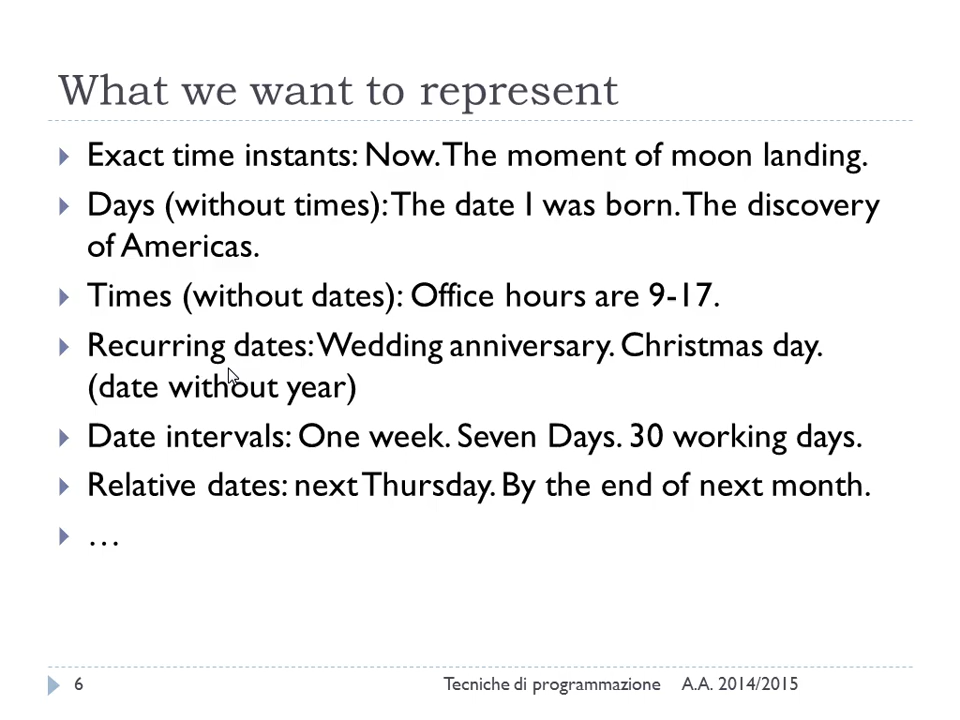 What we want to represent
Exact time instants: Now. The moment of moon landing.
Days (without times): The date I was born. The discovery
of Americas.
Times (without dates): Office hours are 9-17.
Recurring dates: Wedding anniversary. Christmas day.
(date without year)
Date intervals: One week. Seven Days. 30 working days.
Relative dates: next Thursday. By the end of next month.
…
6 Tecniche di programmazione A.A. 2014/2015